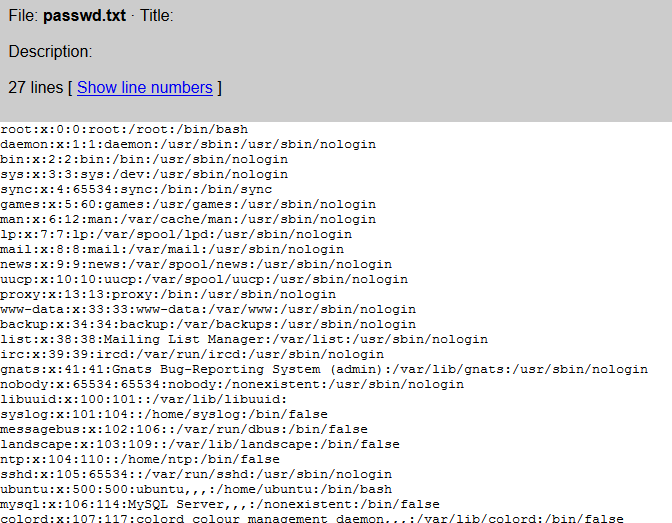 File: passwd.txt · Title:
Description:
27 lines [ Show line numbers ]
root:x:0:0:root:/root:/bin/bash
daemon:x:1:1:daemon:/usr/sbin:/usr/sbin/nologin
bin:x:2:2:bin:/bin:/usr/sbin/nologin
sys:x:3:3:sys:/dev:/usr/sbin/nologin
sync:x:4:65534:sync:/bin:/bin/sync
games:x:5:60:games:/usr/games:/usr/sbin/nologin
man:x:6:12:man:/var/cache/man:/usr/sbin/nologin
lp:x:7:7:lp:/var/spool/lpd:/usr/sbin/nologin
mail:x:8:8:mail:/var/mail:/usr/sbin/nologin
news:x:9:9:news:/var/spool/news:/usr/sbin/nologin
uucp:x:10:10:uucp:/var/spool/uucp:/usr/sbin/nologin
proxy:x:13:13:proxy:/bin:/usr/sbin/nologin
www-data:x:33:33:www-data:/var/www:/usr/sbin/nologin
backup:x:34:34:backup:/var/backups:/usr/sbin/nologin
list:x:38:38:Mailing List Manager:/var/list:/usr/sbin/nologin
irc:x:39:39:ircd:/var/run/ircd:/usr/sbin/nologin
gnats:x:41:41:Gnats Bug-Reporting System (admin):/var/lib/gnats:/usr/sbin/nologin
nobody:x:65534:65534:nobody:/nonexistent:/usr/sbin/nologin
libuuid:x:100:101::/var/lib/libuuid:
syslog:x:101:104::/home/syslog:/bin/false
messagebus:x:102:106::/var/run/dbus:/bin/false
landscape:x:103:109::/var/lib/landscape:/bin/false
ntp:x:104:110::/home/ntp:/bin/false
sshd:x:105:65534::/var/run/sshd:/usr/sbin/nologin
ubuntu:x:500:500:ubuntu,,,:/home/ubuntu:/bin/bash
mysql:x:106:114:MySQL Server,,,:/nonexistent:/bin/false
colord:x:107:117:colord colour management daemon,,,:/var/lib/colord:/bin/false